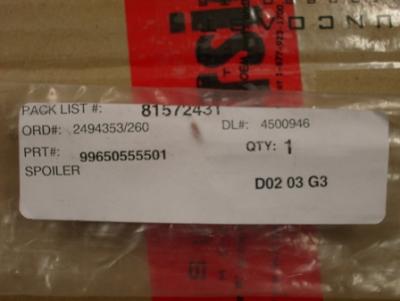 PACK LIST #: 81572431
ORD#: 2494353/260 DL#: 4500946
PRT#: 99650555501 QTY: 1
SPOILER
D02 03 G3